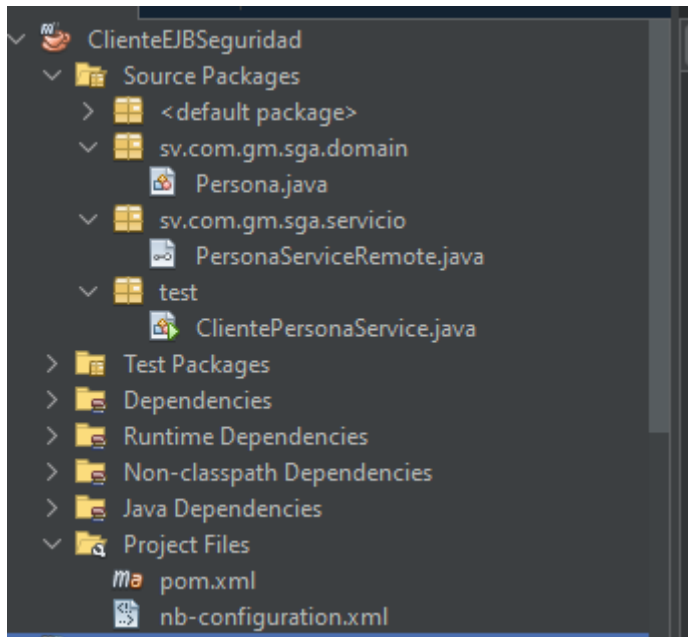 ClienteEJBSeguridad
Source Packages
<default package>
sv.com.gm.sga.domain
Persona.java
sv.com.gm.sga.servicio
PersonaServiceRemote.java
test
ClientePersonaService.java
Test Packages
Dependencies
Runtime Dependencies
Non-classpath Dependencies
Java Dependencies
Project Files
pom.xml
nb-configuration.xml